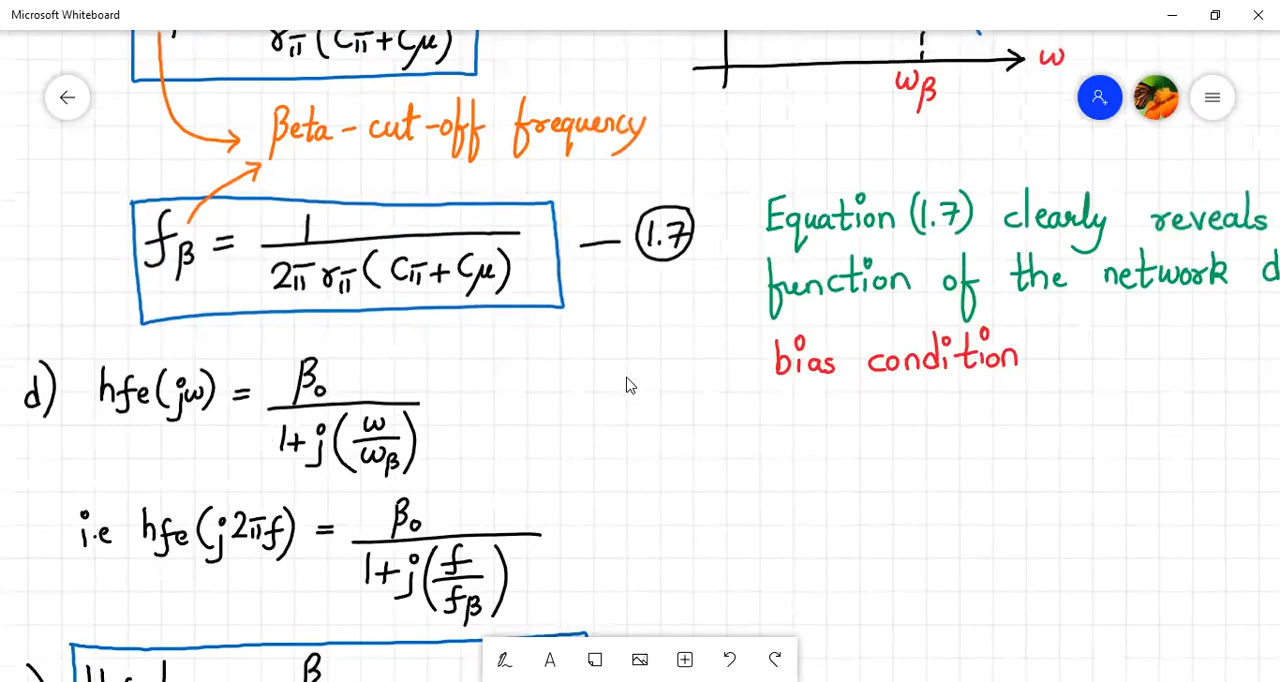 Microsoft Whiteboard
rπ(Cπ+Cμ)
ω
ωβ
Beta-cut-off frequency
fβ = 1 / 2π rπ(Cπ+Cμ) — 1.7
Equation (1.7) clearly reveals
function of the network d
bias condition
d) hfe(jω) = β₀ / 1+j(ω/ωβ)
i.e hfe(j2πf) = β₀ / 1+j(f/fβ)
β